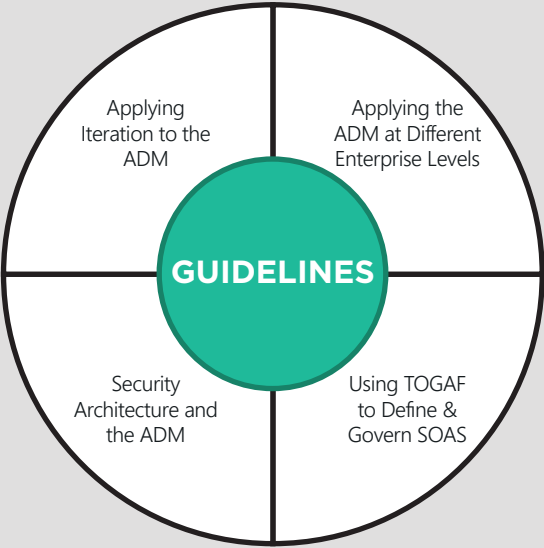 Applying
Iteration to the
ADM
Applying the
ADM at Different
Enterprise Levels
GUIDELINES
Security
Architecture and
the ADM
Using TOGAF
to Define &
Govern SOAS